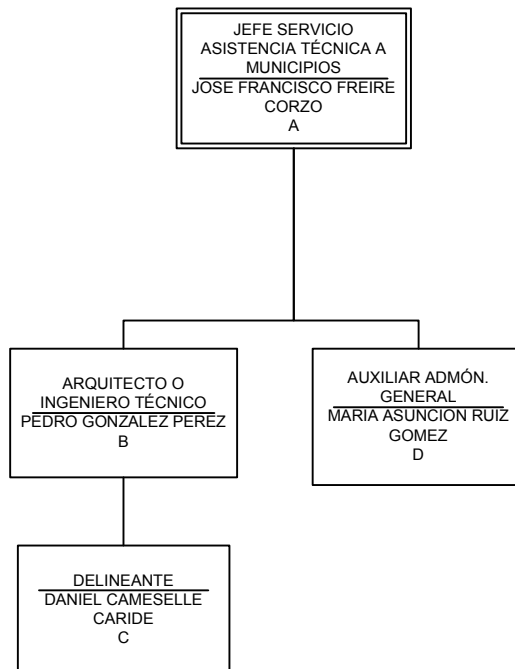 JEFE SERVICIO
ASISTENCIA TÉCNICA A
MUNICIPIOS
JOSE FRANCISCO FREIRE
CORZO
A
ARQUITECTO O
INGENIERO TÉCNICO
PEDRO GONZALEZ PEREZ
B
AUXILIAR ADMÓN.
GENERAL
MARIA ASUNCION RUIZ
GOMEZ
D
DELINEANTE
DANIEL CAMESELLE
CARIDE
C